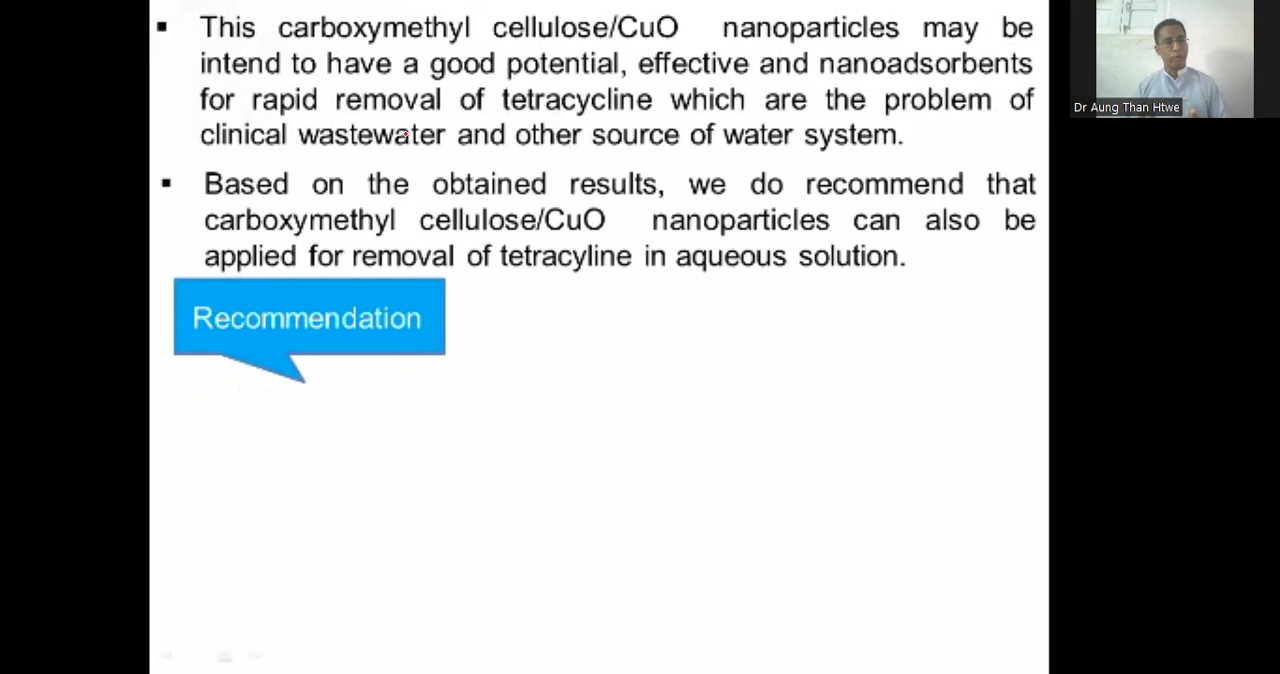 This carboxymethyl cellulose/CuO nanoparticles may be
intend to have a good potential, effective and nanoadsorbents
for rapid removal of tetracycline which are the problem of
clinical wastewater and other source of water system.
Based on the obtained results, we do recommend that
carboxymethyl cellulose/CuO nanoparticles can also be
applied for removal of tetracyline in aqueous solution.
Recommendation
Dr Aung Than Htwe